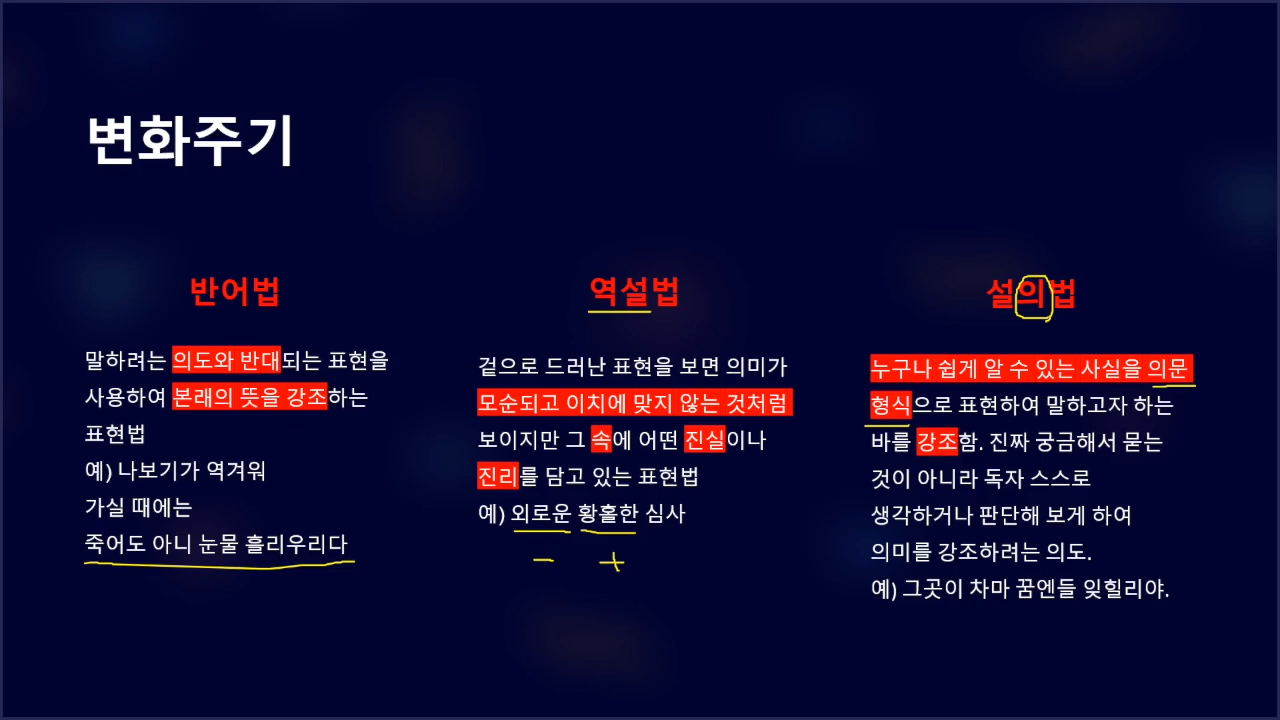 변화주기
반어법
말하려는 의도와 반대되는 표현을
사용하여 본래의 뜻을 강조하는
표현법
예) 나보기가 역겨워
가실 때에는
죽어도 아니 눈물 흘리우리다
역설법
겉으로 드러난 표현을 보면 의미가
모순되고 이치에 맞지 않는 것처럼
보이지만 그 속에 어떤 진실이나
진리를 담고 있는 표현법
예) 외로운 황홀한 심사
− +
설의법
누구나 쉽게 알 수 있는 사실을 의문
형식으로 표현하여 말하고자 하는
바를 강조함. 진짜 궁금해서 묻는
것이 아니라 독자 스스로
생각하거나 판단해 보게 하여
의미를 강조하려는 의도.
예) 그곳이 차마 꿈엔들 잊힐리야.